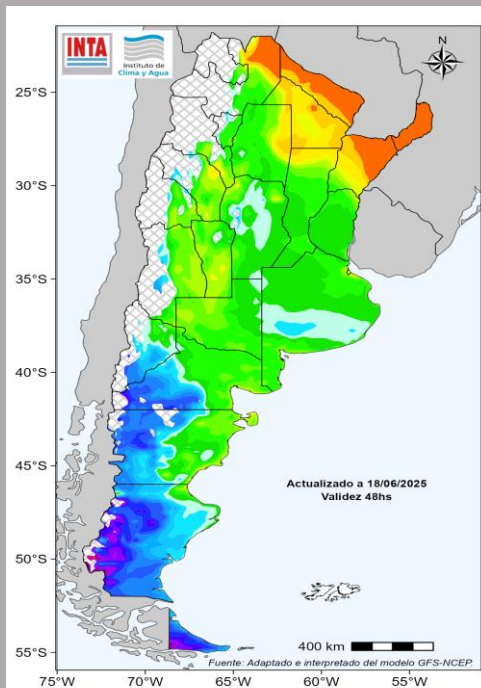 INTA
Instituto de
Clima y Agua
N
25°S
30°S
35°S
40°S
45°S
50°S
55°S
Actualizado a 18/06/2025
Validez 48hs
400 km
Fuente: Adaptado e interpretado del modelo GFS-NCEP.
75°W
70°W
65°W
60°W
55°W